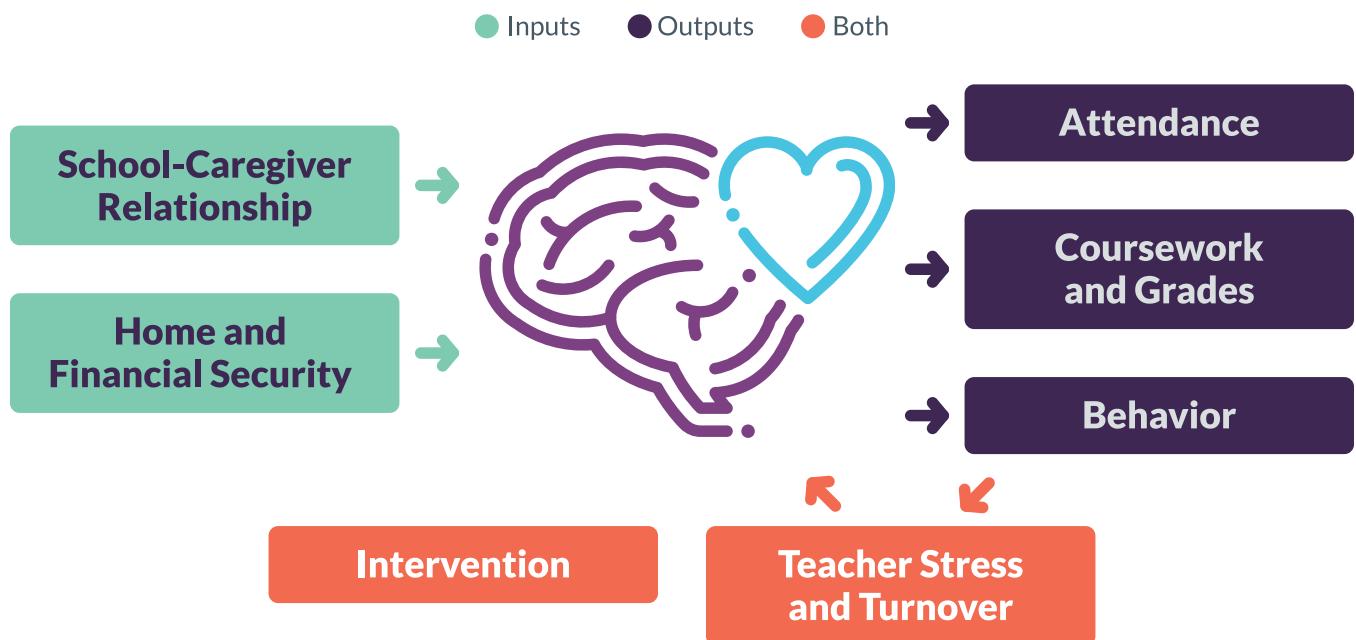 Inputs Outputs Both
School-Caregiver
Relationship
Home and
Financial Security
Attendance
Coursework
and Grades
Behavior
Intervention
Teacher Stress
and Turnover